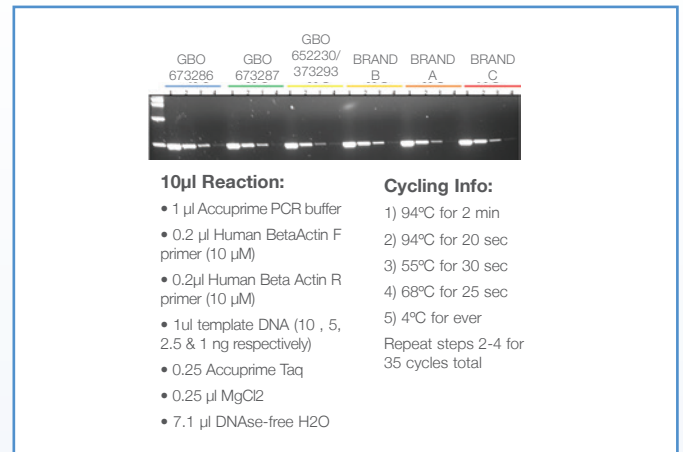 GBO 673286
GBO 673287
GBO 652230/ 373293
BRAND B
BRAND A
BRAND C
10µl Reaction:
• 1 µl Accuprime PCR buffer
• 0.2 µl Human BetaActin F
primer (10 µM)
• 0.2µl Human Beta Actin R
primer (10 µM)
• 1ul template DNA (10 , 5,
2.5 & 1 ng respectively)
• 0.25 Accuprime Taq
• 0.25 µl MgCl2
• 7.1 µl DNAse-free H2O
Cycling Info:
1) 94ºC for 2 min
2) 94ºC for 20 sec
3) 55ºC for 30 sec
4) 68ºC for 25 sec
5) 4ºC for ever
Repeat steps 2-4 for
35 cycles total